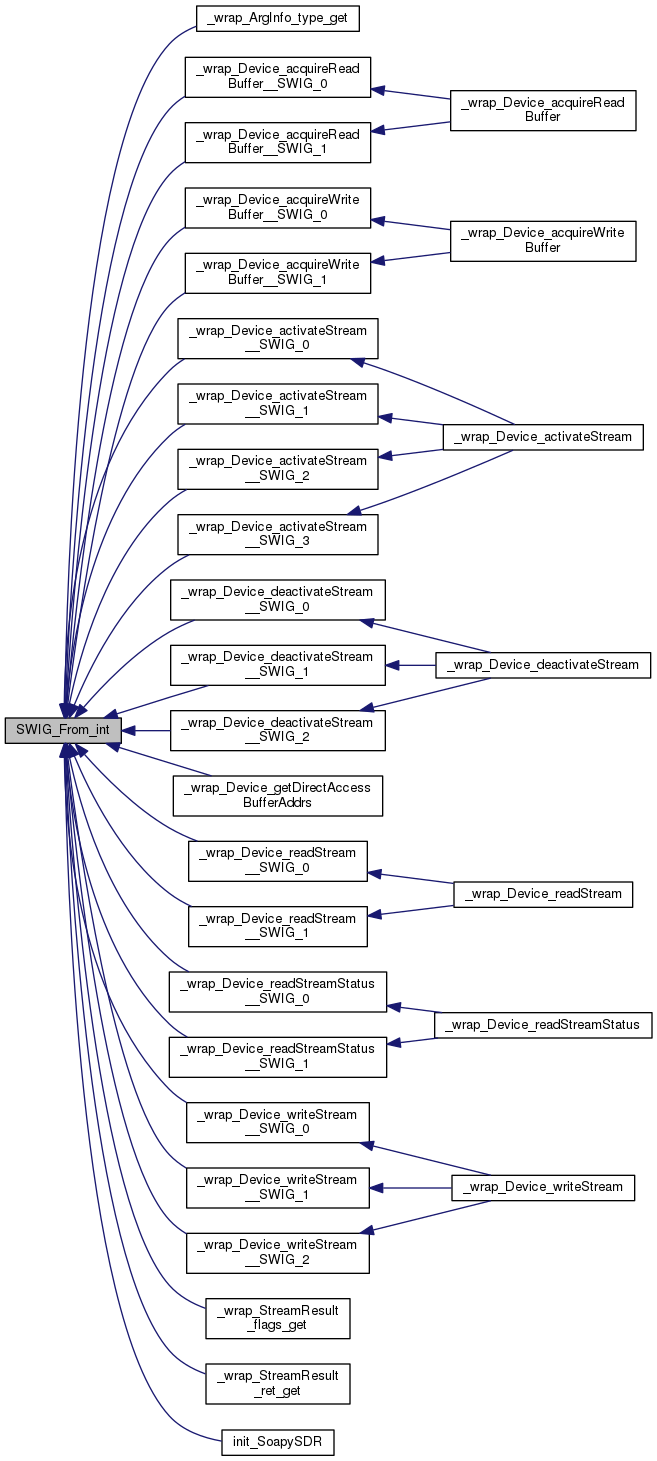 _wrap_ArgInfo_type_get
_wrap_Device_acquireRead
Buffer__SWIG_0
_wrap_Device_acquireRead
Buffer
_wrap_Device_acquireRead
Buffer__SWIG_1
_wrap_Device_acquireWrite
Buffer__SWIG_0
_wrap_Device_acquireWrite
Buffer
_wrap_Device_acquireWrite
Buffer__SWIG_1
_wrap_Device_activateStream
__SWIG_0
_wrap_Device_activateStream
__SWIG_1
_wrap_Device_activateStream
_wrap_Device_activateStream
__SWIG_2
_wrap_Device_activateStream
__SWIG_3
_wrap_Device_deactivateStream
__SWIG_0
_wrap_Device_deactivateStream
__SWIG_1
_wrap_Device_deactivateStream
SWIG_From_int
_wrap_Device_deactivateStream
__SWIG_2
_wrap_Device_getDirectAccess
BufferAddrs
_wrap_Device_readStream
__SWIG_0
_wrap_Device_readStream
_wrap_Device_readStream
__SWIG_1
_wrap_Device_readStreamStatus
__SWIG_0
_wrap_Device_readStreamStatus
_wrap_Device_readStreamStatus
__SWIG_1
_wrap_Device_writeStream
__SWIG_0
_wrap_Device_writeStream
__SWIG_1
_wrap_Device_writeStream
_wrap_Device_writeStream
__SWIG_2
_wrap_StreamResult
_flags_get
_wrap_StreamResult
_ret_get
init_SoapySDR